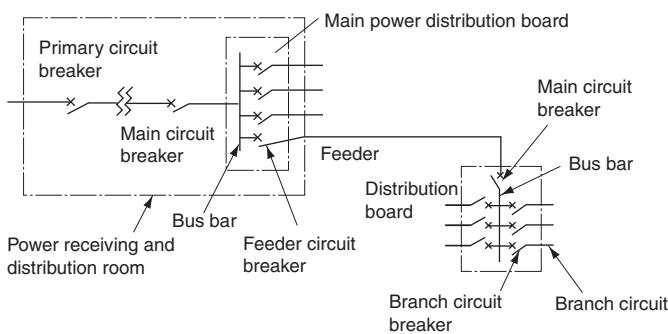 Main power distribution board
Primary circuit
breaker
Main circuit
breaker
Main circuit
breaker
Feeder
Bus bar
Distribution
board
Bus bar
Power receiving and
distribution room
Feeder circuit
breaker
Branch circuit
breaker
Branch circuit